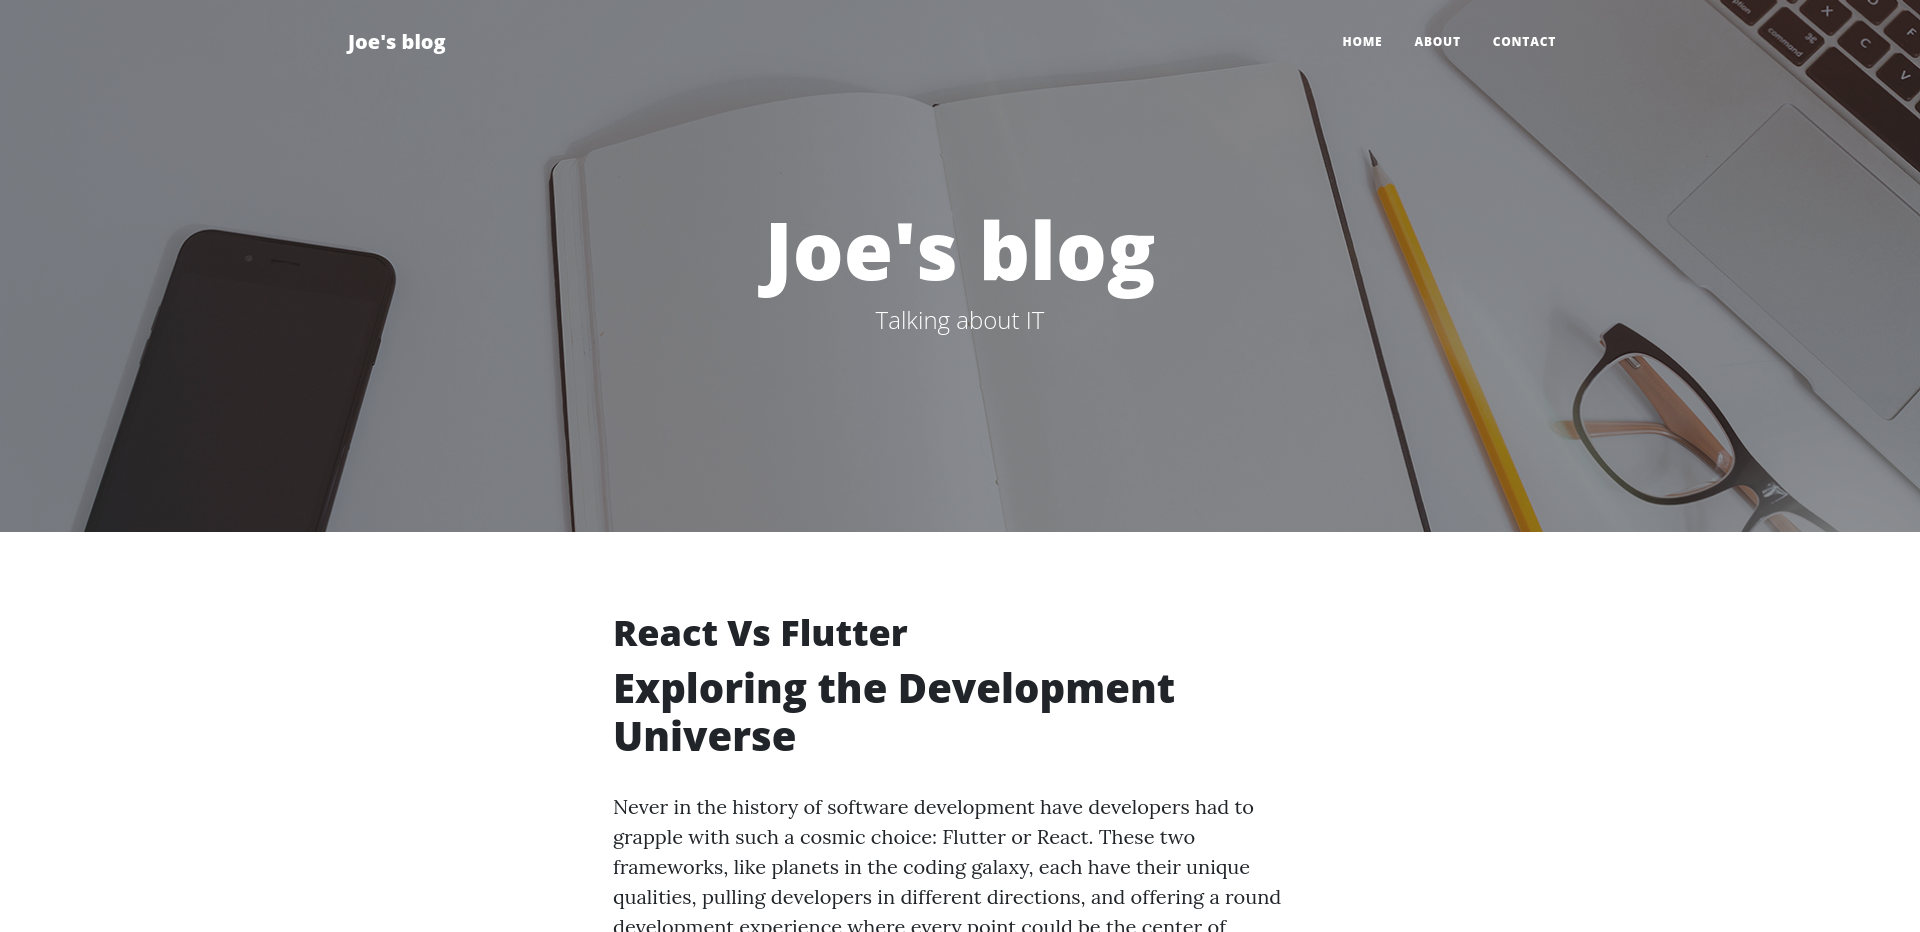 Joe's blog
HOME ABOUT CONTACT
option
X
F
command ⌘
C
V
Joe's blog
Talking about IT
React Vs Flutter
Exploring the Development
Universe
Never in the history of software development have developers had to
grapple with such a cosmic choice: Flutter or React. These two
frameworks, like planets in the coding galaxy, each have their unique
qualities, pulling developers in different directions, and offering a round
development experience where every point could be the center of